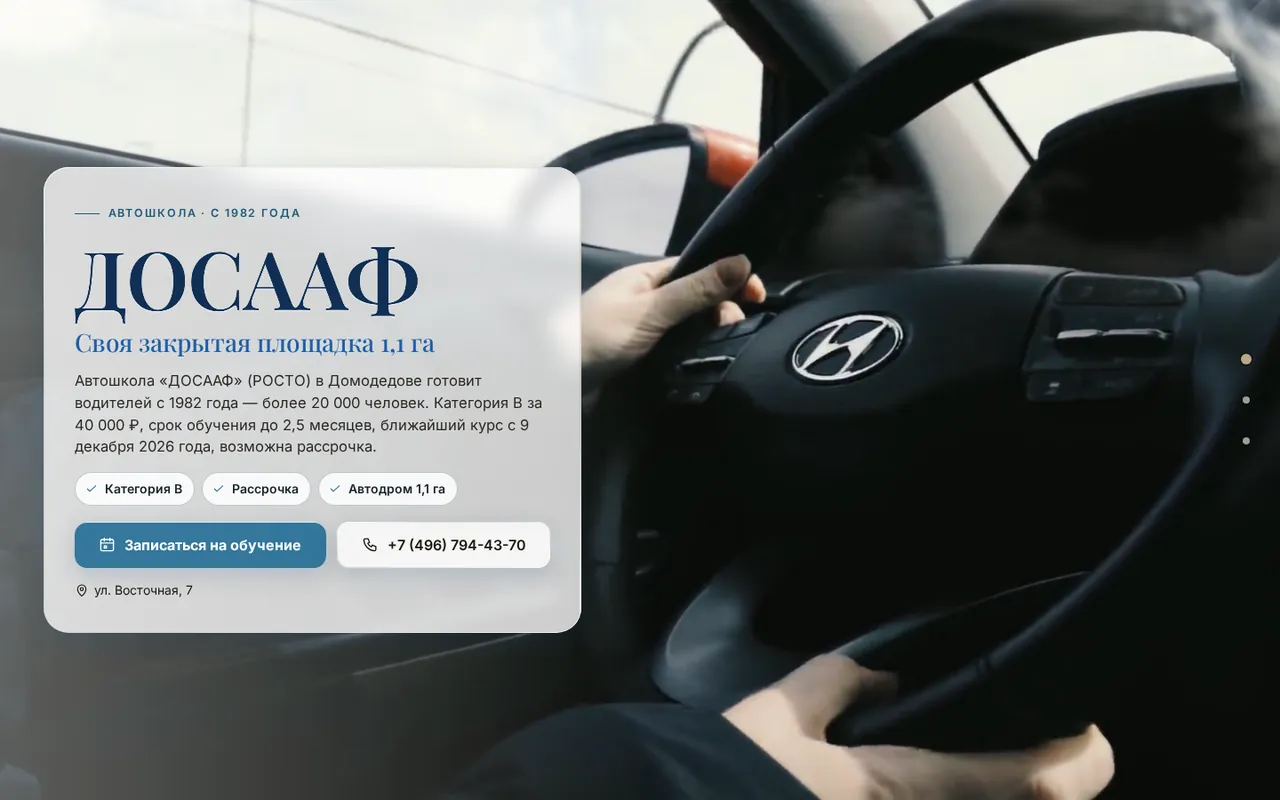 АВТОШКОЛА · С 1982 ГОДА
ДОСААФ
Своя закрытая площадка 1,1 га
Автошкола «ДОСААФ» (РОСТО) в Домодедове готовит
водителей с 1982 года — более 20 000 человек. Категория B за
40 000 ₽, срок обучения до 2,5 месяцев, ближайший курс с 9
декабря 2026 года, возможна рассрочка.
Категория B
Рассрочка
Автодром 1,1 га
Записаться на обучение
+7 (496) 794-43-70
ул. Восточная, 7